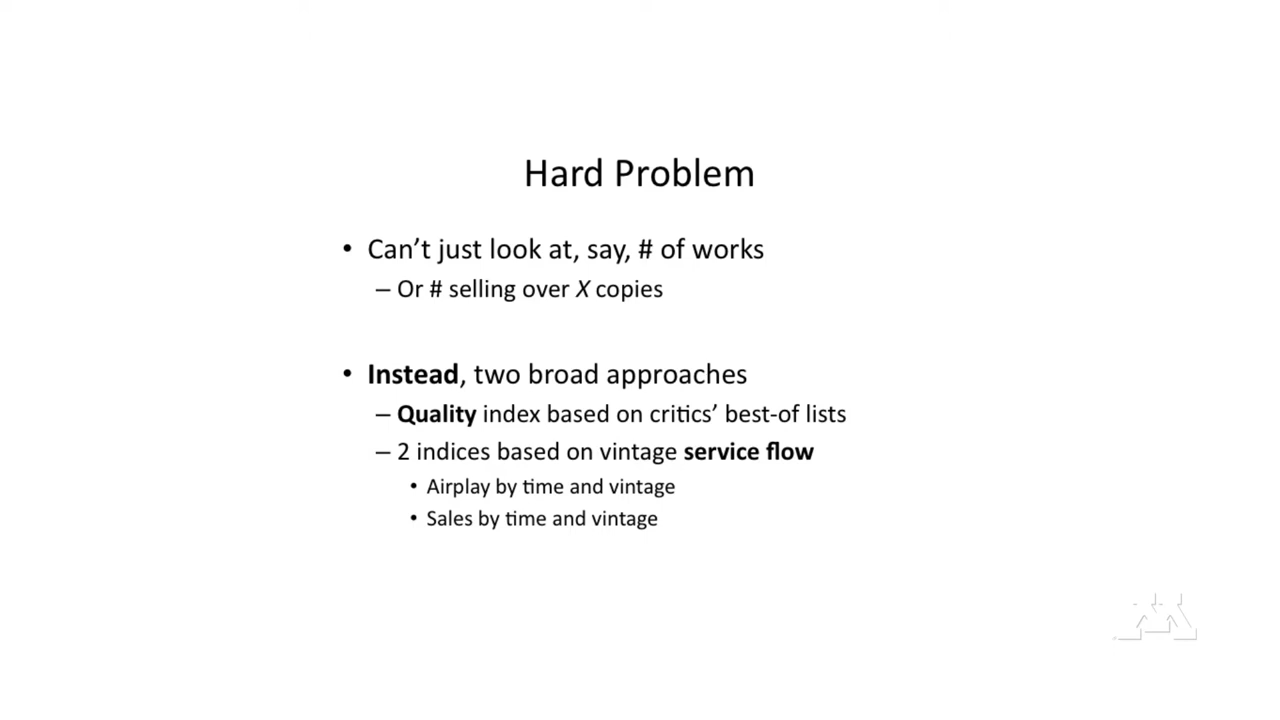 Hard Problem
• Can’t just look at, say, # of works
– Or # selling over X copies
• Instead, two broad approaches
– Quality index based on critics’ best-of lists
– 2 indices based on vintage service flow
• Airplay by time and vintage
• Sales by time and vintage